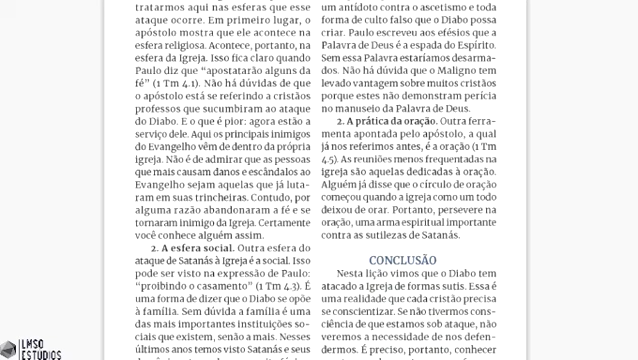 tratarmos aqui nas esferas que esse
ataque ocorre. Em primeiro lugar, o
apóstolo mostra que ele acontece na
esfera religiosa. Acontece, portanto, na
esfera da Igreja. Isso fica claro quando
Paulo diz que “apostatarão alguns da
fé” (1 Tm 4.1). Não há dúvidas de que
o apóstolo está se referindo a cristãos
professos que sucumbiram ao ataque
do Diabo. E o que é pior: agora estão a
serviço dele. Aqui os principais inimigos
do Evangelho vêm de dentro da própria
igreja. Não é de admirar que as pessoas
que mais causam danos e escândalos ao
Evangelho sejam aquelas que já luta-
ram em suas trincheiras. Contudo, por
alguma razão abandonaram a fé e se
tornaram inimigo da Igreja. Certamente
você conhece alguém assim.
2. A esfera social. Outra esfera do
ataque de Satanás à Igreja é a social. Isso
pode ser visto na expressão de Paulo:
“proibindo o casamento” (1 Tm 4.3). É
uma forma de dizer que o Diabo se opõe
à família. Sem dúvida a família é uma
das mais importantes instituições so-
ciais que existem, senão a mais. Nesses
últimos anos temos visto Satanás e seus
um antídoto contra o ascetismo e toda
forma de culto falso que o Diabo possa
criar. Paulo escreveu aos efésios que a
Palavra de Deus é a espada do Espírito.
Sem essa Palavra estaríamos desarma-
dos. Não há dúvida que o Maligno tem
levado vantagem sobre muitos cristãos
porque estes não demonstram perícia
no manuseio da Palavra de Deus.
2. A prática da oração. Outra ferra-
menta apontada pelo apóstolo, a qual
já nos referimos antes, é a oração (1 Tm
4.5). As reuniões menos frequentadas na
igreja são aquelas dedicadas à oração.
Alguém já disse que o círculo de oração
começou quando a igreja como um todo
deixou de orar. Portanto, persevere na
oração, uma arma espiritual importante
contra as sutilezas de Satanás.
CONCLUSÃO
Nesta lição vimos que o Diabo tem
atacado a Igreja de formas sutis. Essa é
uma realidade que cada cristão precisa
se conscientizar. Se não tivermos cons-
ciência de que estamos sob ataque, não
veremos a necessidade de nos defen-
dermos. É preciso, portanto, conhecer
LMSO
ESTUDIOS